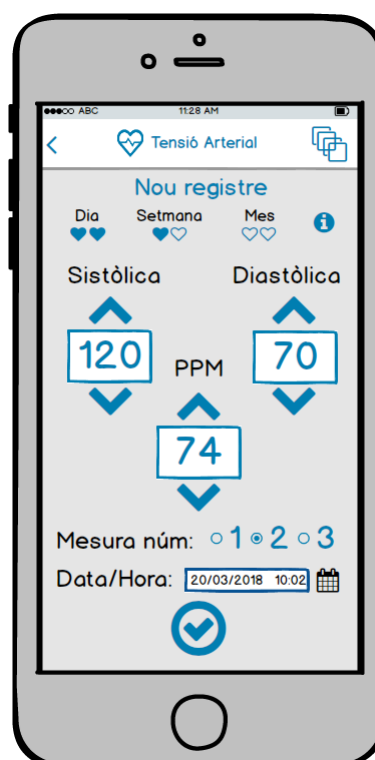 ABC 11:28 AM
Tensió Arterial
Nou registre
Dia Setmana Mes
Sistòlica Diastòlica
120 70
PPM
74
Mesura núm: 1 2 3
Data/Hora: 20/03/2018 10:02